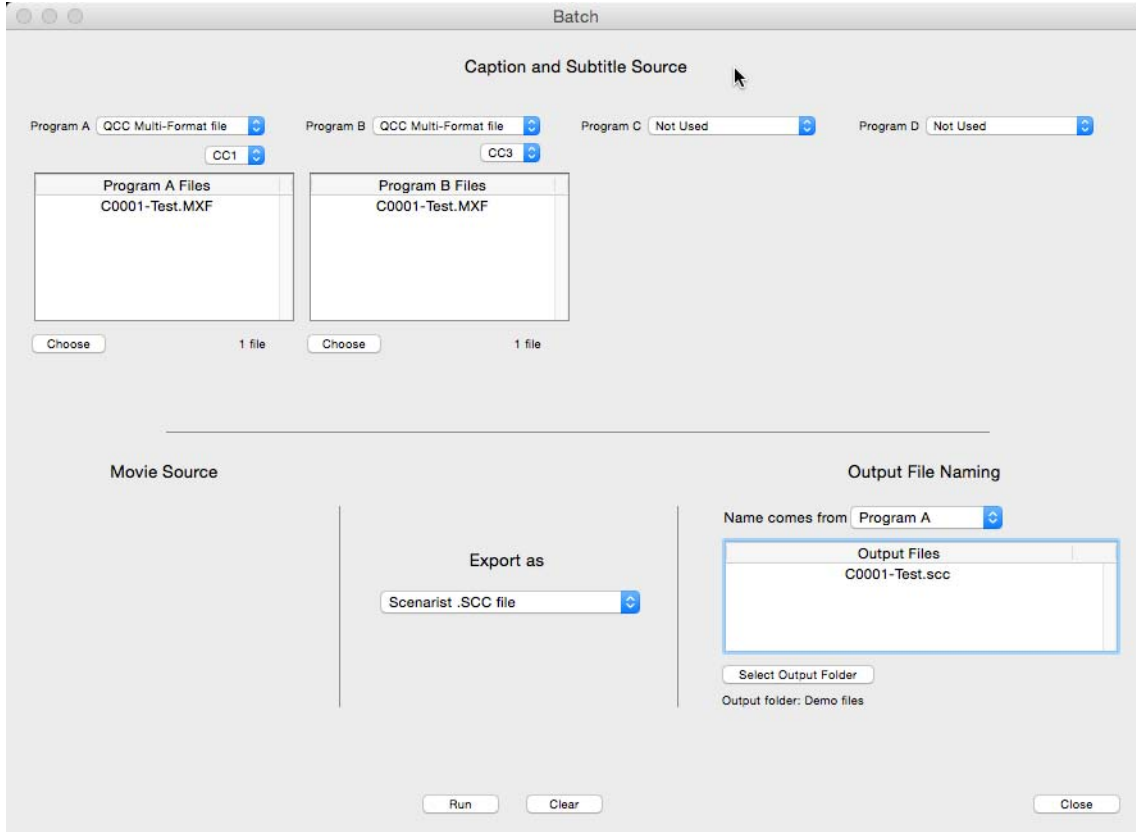 Batch
Caption and Subtitle Source
Program A QCC Multi-Format file Program B QCC Multi-Format file Program C Not Used Program D Not Used
CC1 CC3
Program A Files Program B Files
C0001-Test.MXF C0001-Test.MXF
Choose 1 file Choose 1 file
Movie Source Output File Naming
Name comes from Program A
Export as Output Files
C0001-Test.scc
Scenarist .SCC file
Select Output Folder
Output folder: Demo files
Run Clear Close